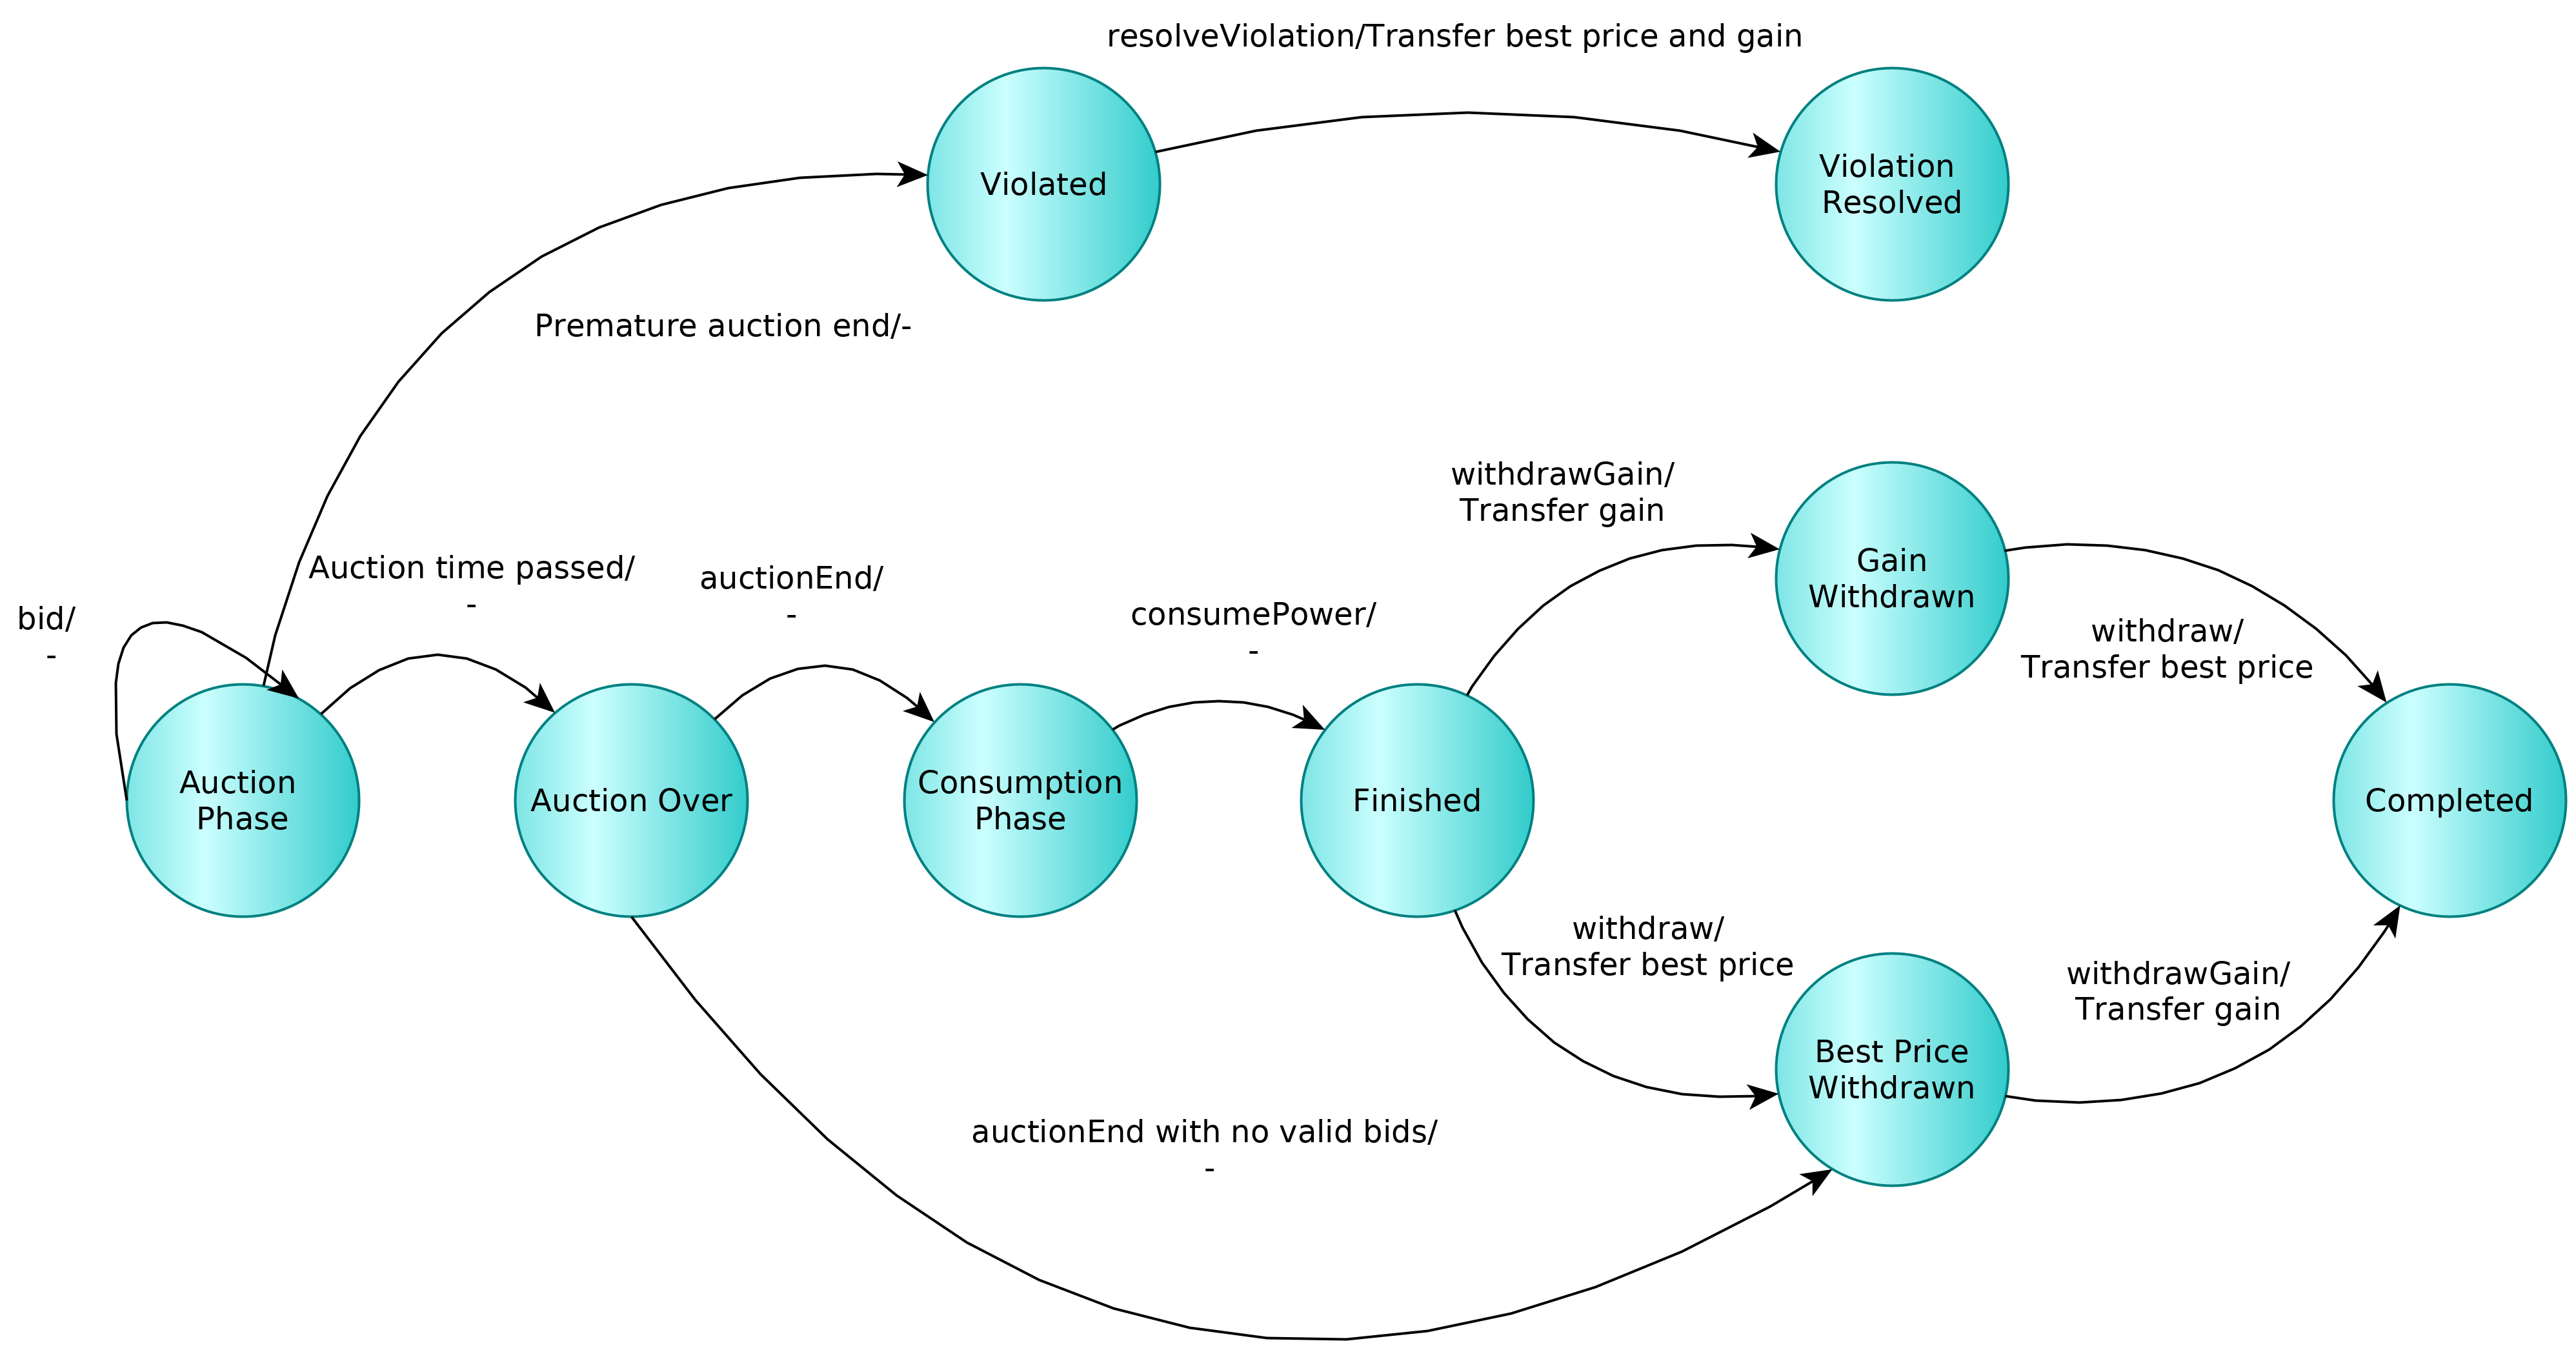 resolveViolation/Transfer best price and gain
Violated
Violation
Resolved
Premature auction end/-
withdrawGain/
Transfer gain
Gain
Withdrawn
withdraw/
Transfer best price
bid/
-
Auction time passed/
-
auctionEnd/
-
consumePower/
-
Auction
Phase
Auction Over
Consumption
Phase
Finished
Completed
withdraw/
Transfer best price
withdrawGain/
Transfer gain
Best Price
Withdrawn
auctionEnd with no valid bids/
-